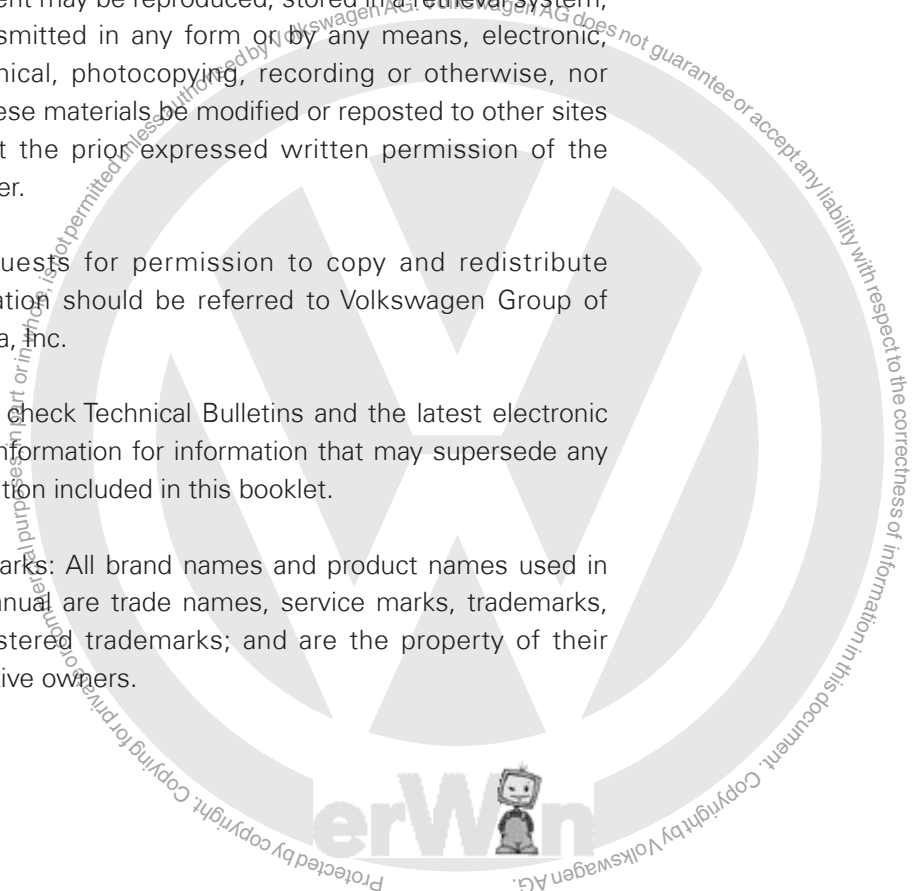 ent may be reproduced, stored in a retrieval system,
smitted in any form or by any means, electronic,
nical, photocopying, recording or otherwise, nor
ese materials be modified or reposted to other sites
t the prior expressed written permission of the
er.
uests for permission to copy and redistribute
ation should be referred to Volkswagen Group of
a, Inc.
check Technical Bulletins and the latest electronic
nformation for information that may supersede any
ation included in this booklet.
arks: All brand names and product names used in
anual are trade names, service marks, trademarks,
stered trademarks; and are the property of their
tive owners.
erWin
Protected by copyright. Copying for private or commercial purposes, in part or in whole, is not permitted unless authorised by Volkswagen AG. Volkswagen AG does not guarantee or accept any liability with respect to the correctness of information in this document. Copyright by Volkswagen AG.